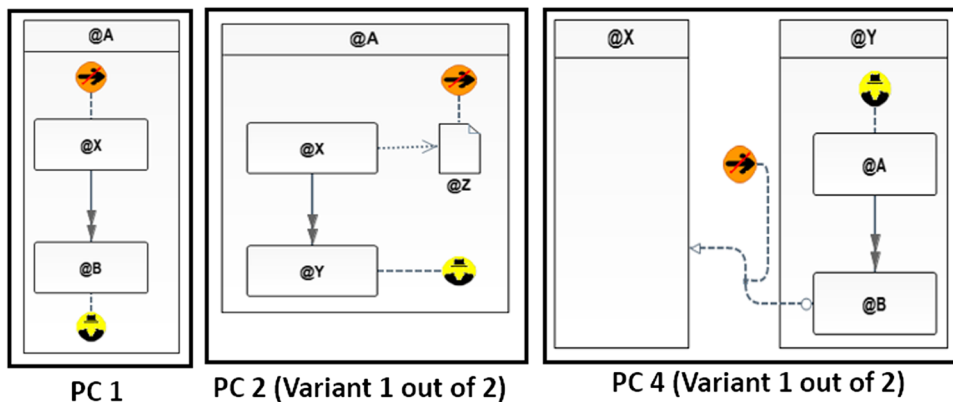 @A
@X
@B
PC 1
@A
@X
@Z
@Y
PC 2 (Variant 1 out of 2)
@X
@Y
@A
@B
PC 4 (Variant 1 out of 2)